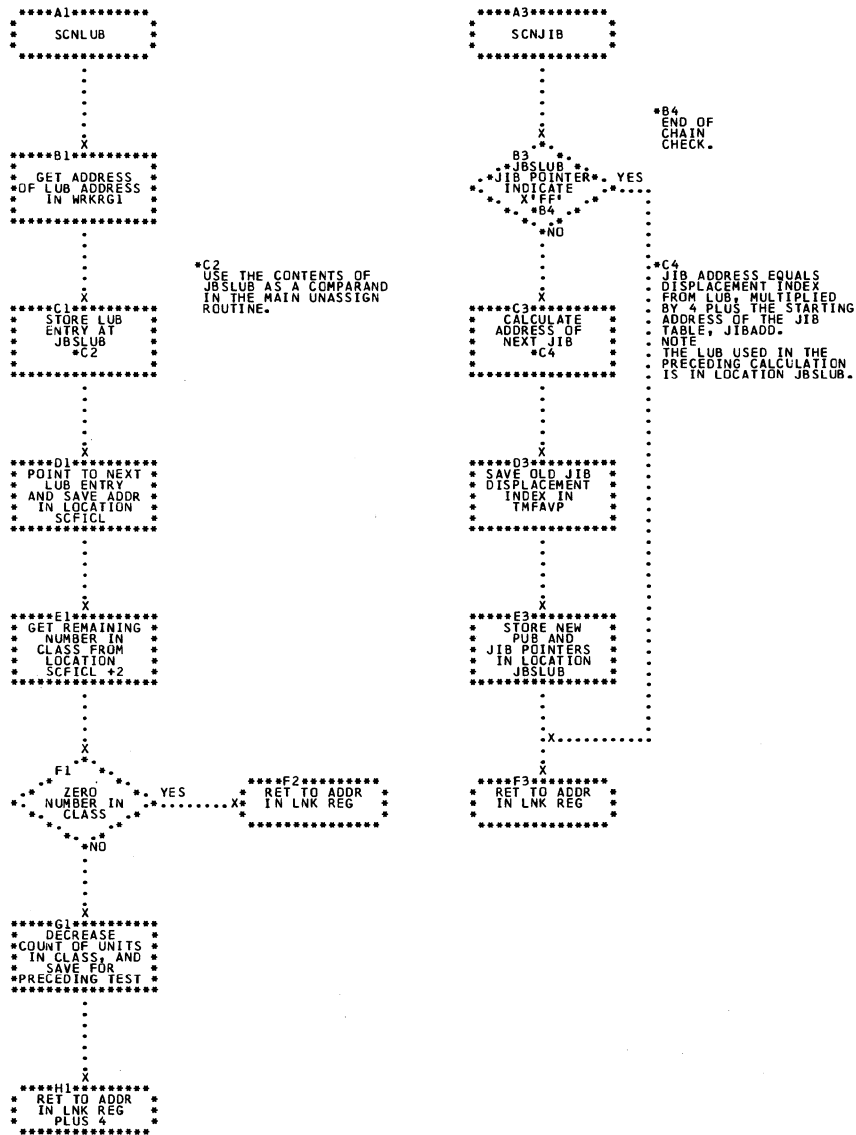 A1
SCNLUB
B1
GET ADDRESS
OF LUB ADDRESS
IN WRKRG1
*C2
USE THE CONTENTS OF
JBSLUB AS A COMPARAND
IN THE MAIN UNASSIGN
ROUTINE.
C1
STORE LUB
ENTRY AT
JBSLUB
*C2
D1
POINT TO NEXT
LUB ENTRY
AND SAVE ADDR
IN LOCATION
SCFICL
E1
GET REMAINING
NUMBER IN
CLASS FROM
LOCATION
SCFICL +2
F1
ZERO
NUMBER IN
CLASS
YES
F2
RET TO ADDR
IN LNK REG
*NO
G1
DECREASE
COUNT OF UNITS
IN CLASS, AND
SAVE FOR
PRECEDING TEST
H1
RET TO ADDR
IN LNK REG
PLUS 4
A3
SCNJIB
*B4
END OF
CHAIN
CHECK.
B3
JBSLUB
JIB POINTER
INDICATE
X'FF'
*B4
YES
*NO
*C4
JIB ADDRESS EQUALS
DISPLACEMENT INDEX
FROM LUB, MULTIPLIED
BY 4 PLUS THE STARTING
ADDRESS OF THE JIB
TABLE, JIBADD.
NOTE
THE LUB USED IN THE
PRECEDING CALCULATION
IS IN LOCATION JBSLUB.
C3
CALCULATE
ADDRESS OF
NEXT JIB
*C4
D3
SAVE OLD JIB
DISPLACEMENT
INDEX IN
TMFAVP
E3
STORE NEW
PUB AND
JIB POINTERS
IN LOCATION
JBSLUB
F3
RET TO ADDR
IN LNK REG